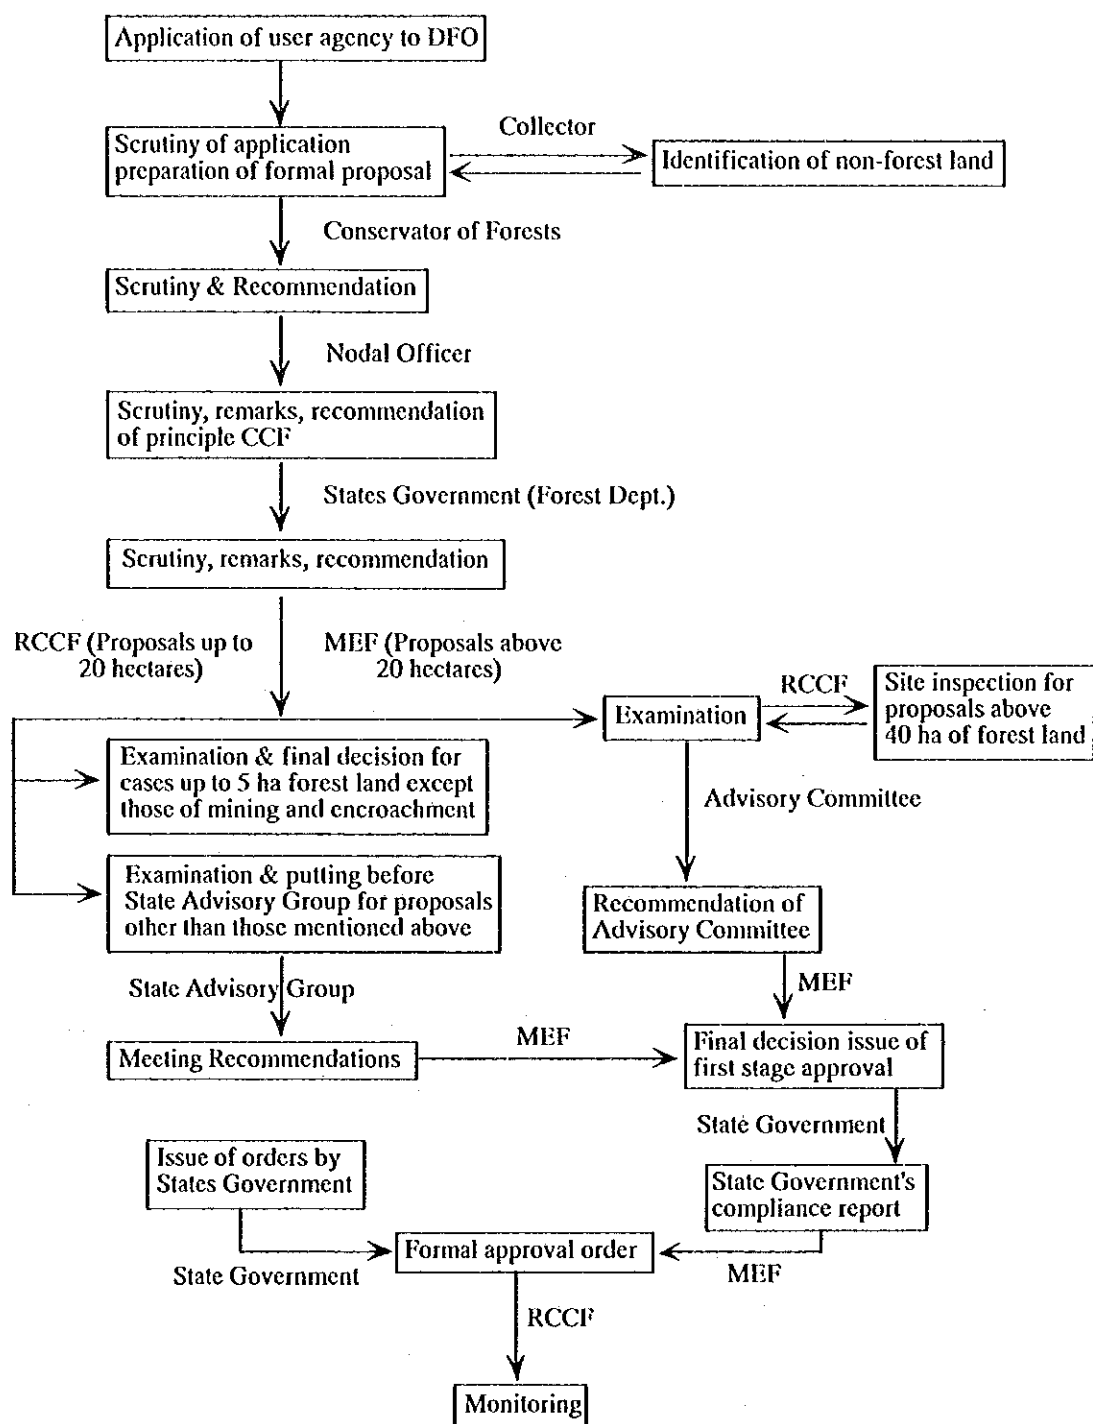 Application of user agency to DFO
Collector
Scrutiny of application
preparation of formal proposal
Identification of non-forest land
Conservator of Forests
Scrutiny & Recommendation
Nodal Officer
Scrutiny, remarks, recommendation
of principle CCF
States Government (Forest Dept.)
Scrutiny, remarks, recommendation
RCCF (Proposals up to
20 hectares)
MEF (Proposals above
20 hectares)
Examination
RCCF
Site inspection for
proposals above
40 ha of forest land
Examination & final decision for
cases up to 5 ha forest land except
those of mining and encroachment
Advisory Committee
Examination & putting before
State Advisory Group for proposals
other than those mentioned above
Recommendation of
Advisory Committee
State Advisory Group
MEF
Meeting Recommendations
MEF
Final decision issue of
first stage approval
State Government
Issue of orders by
States Government
State Government's
compliance report
Formal approval order
State Government
MEF
RCCF
Monitoring